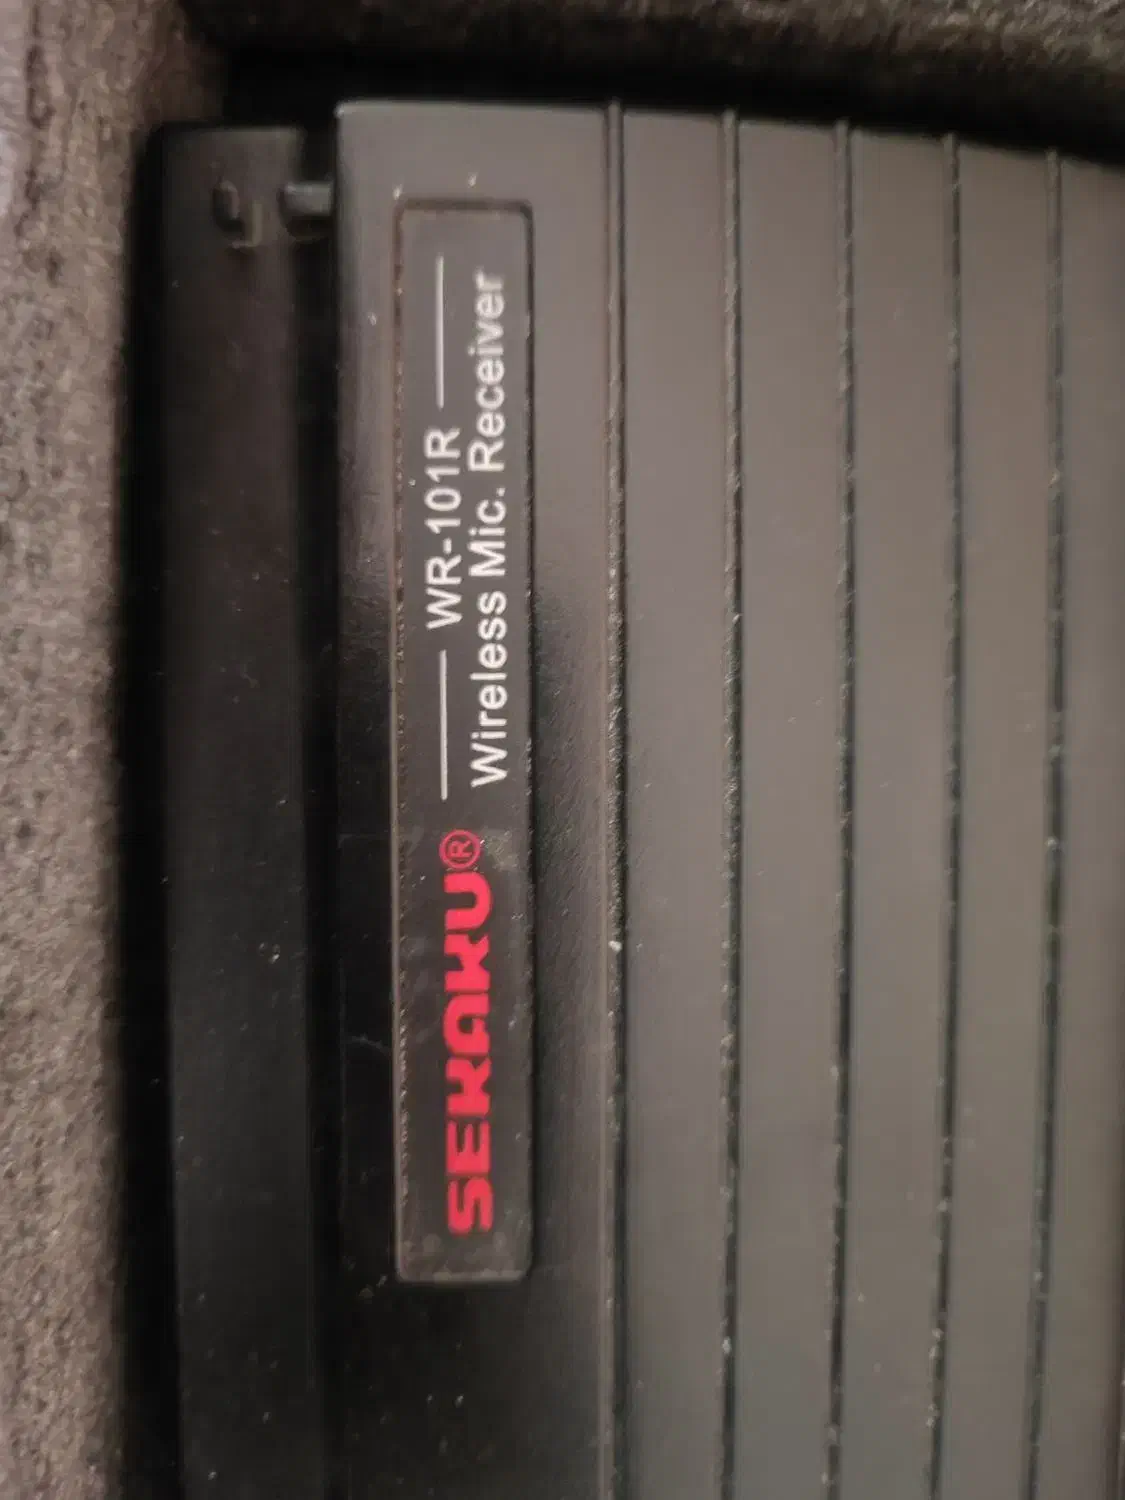 SEKAKU®
WR-101R
Wireless Mic. Receiver